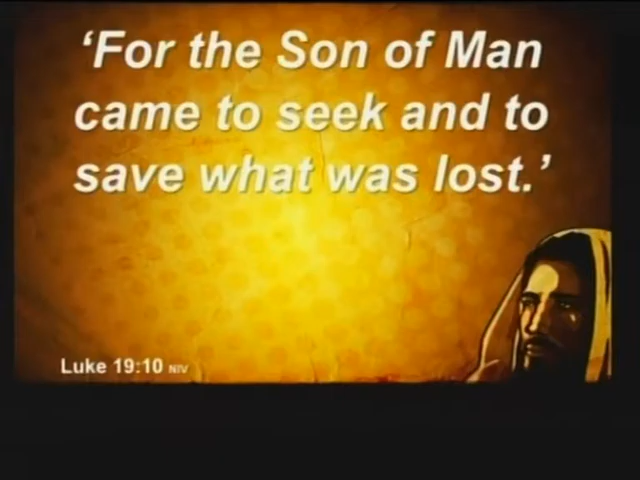 ‘For the Son of Man
came to seek and to
save what was lost.’
Luke 19:10 NIV